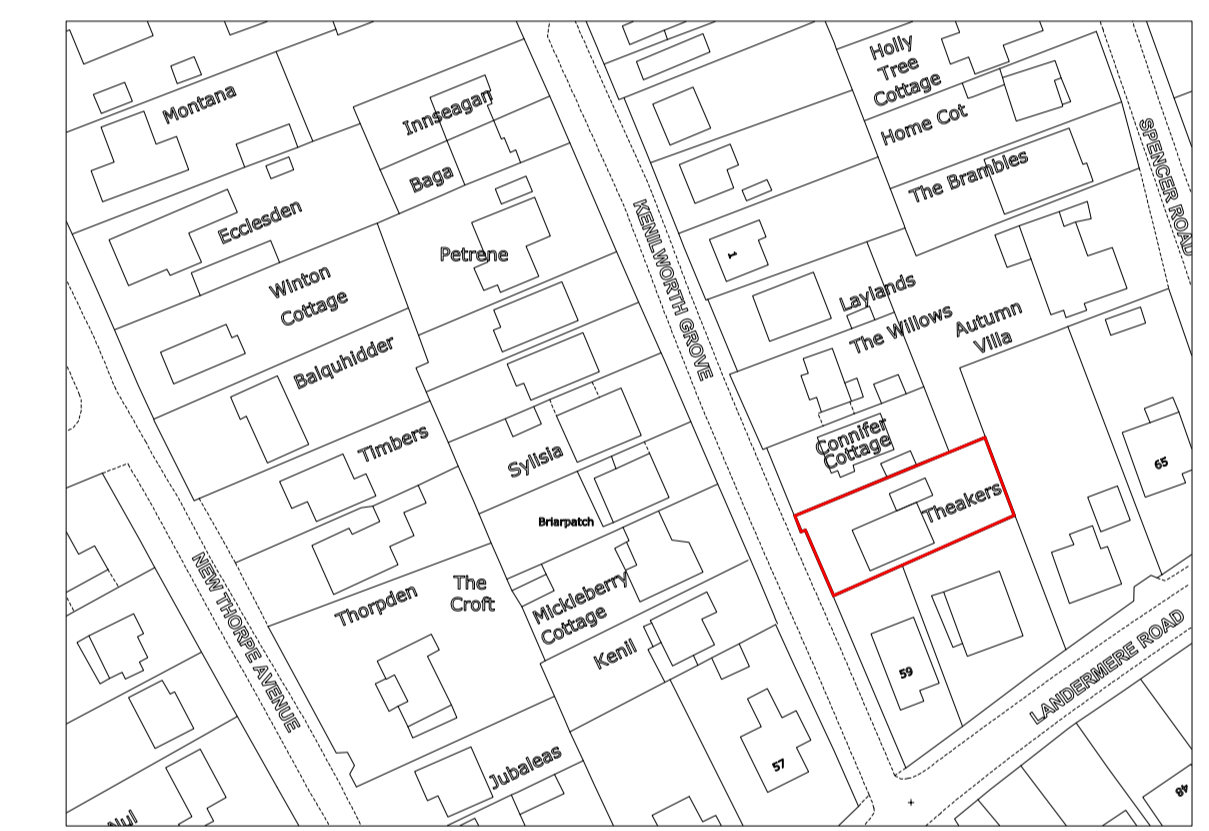 Holly
Tree
Cottage
Montana
Innseagan
Home Cot
SPENCER ROAD
Baga
The Brambles
Ecclesden
KENILWORTH GROVE
Petrene
1
Winton
Cottage
Laylands
The Willows
Autumn
Villa
Balquhidder
Timbers
Connifer
Cottage
Sylisia
65
Theakers
Briarpatch
NEW THORPE AVENUE
Thorpden
The
Croft
Mickleberry
Cottage
Kenil
59
LANDERMERE ROAD
Jubaleas
57
48